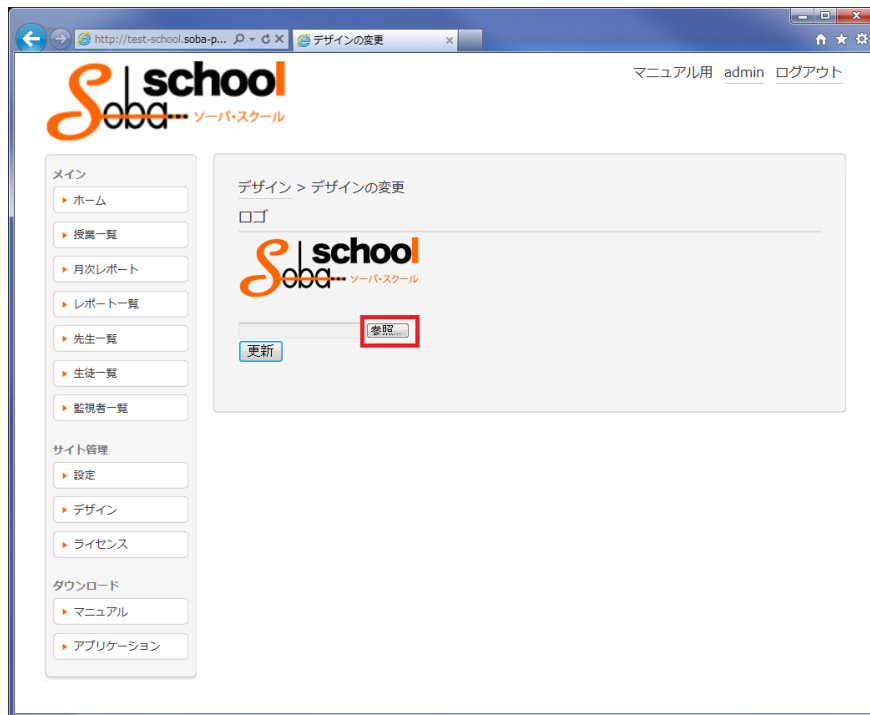 http://test-school.soba-p...
デザインの変更
マニュアル用 admin ログアウト
Soba school
ソーバ・スクール
メイン
ホーム
授業一覧
月次レポート
レポート一覧
先生一覧
生徒一覧
監視者一覧
サイト管理
設定
デザイン
ライセンス
ダウンロード
マニュアル
アプリケーション
デザイン > デザインの変更
ロゴ
Soba school
ソーバ・スクール
参照...
更新